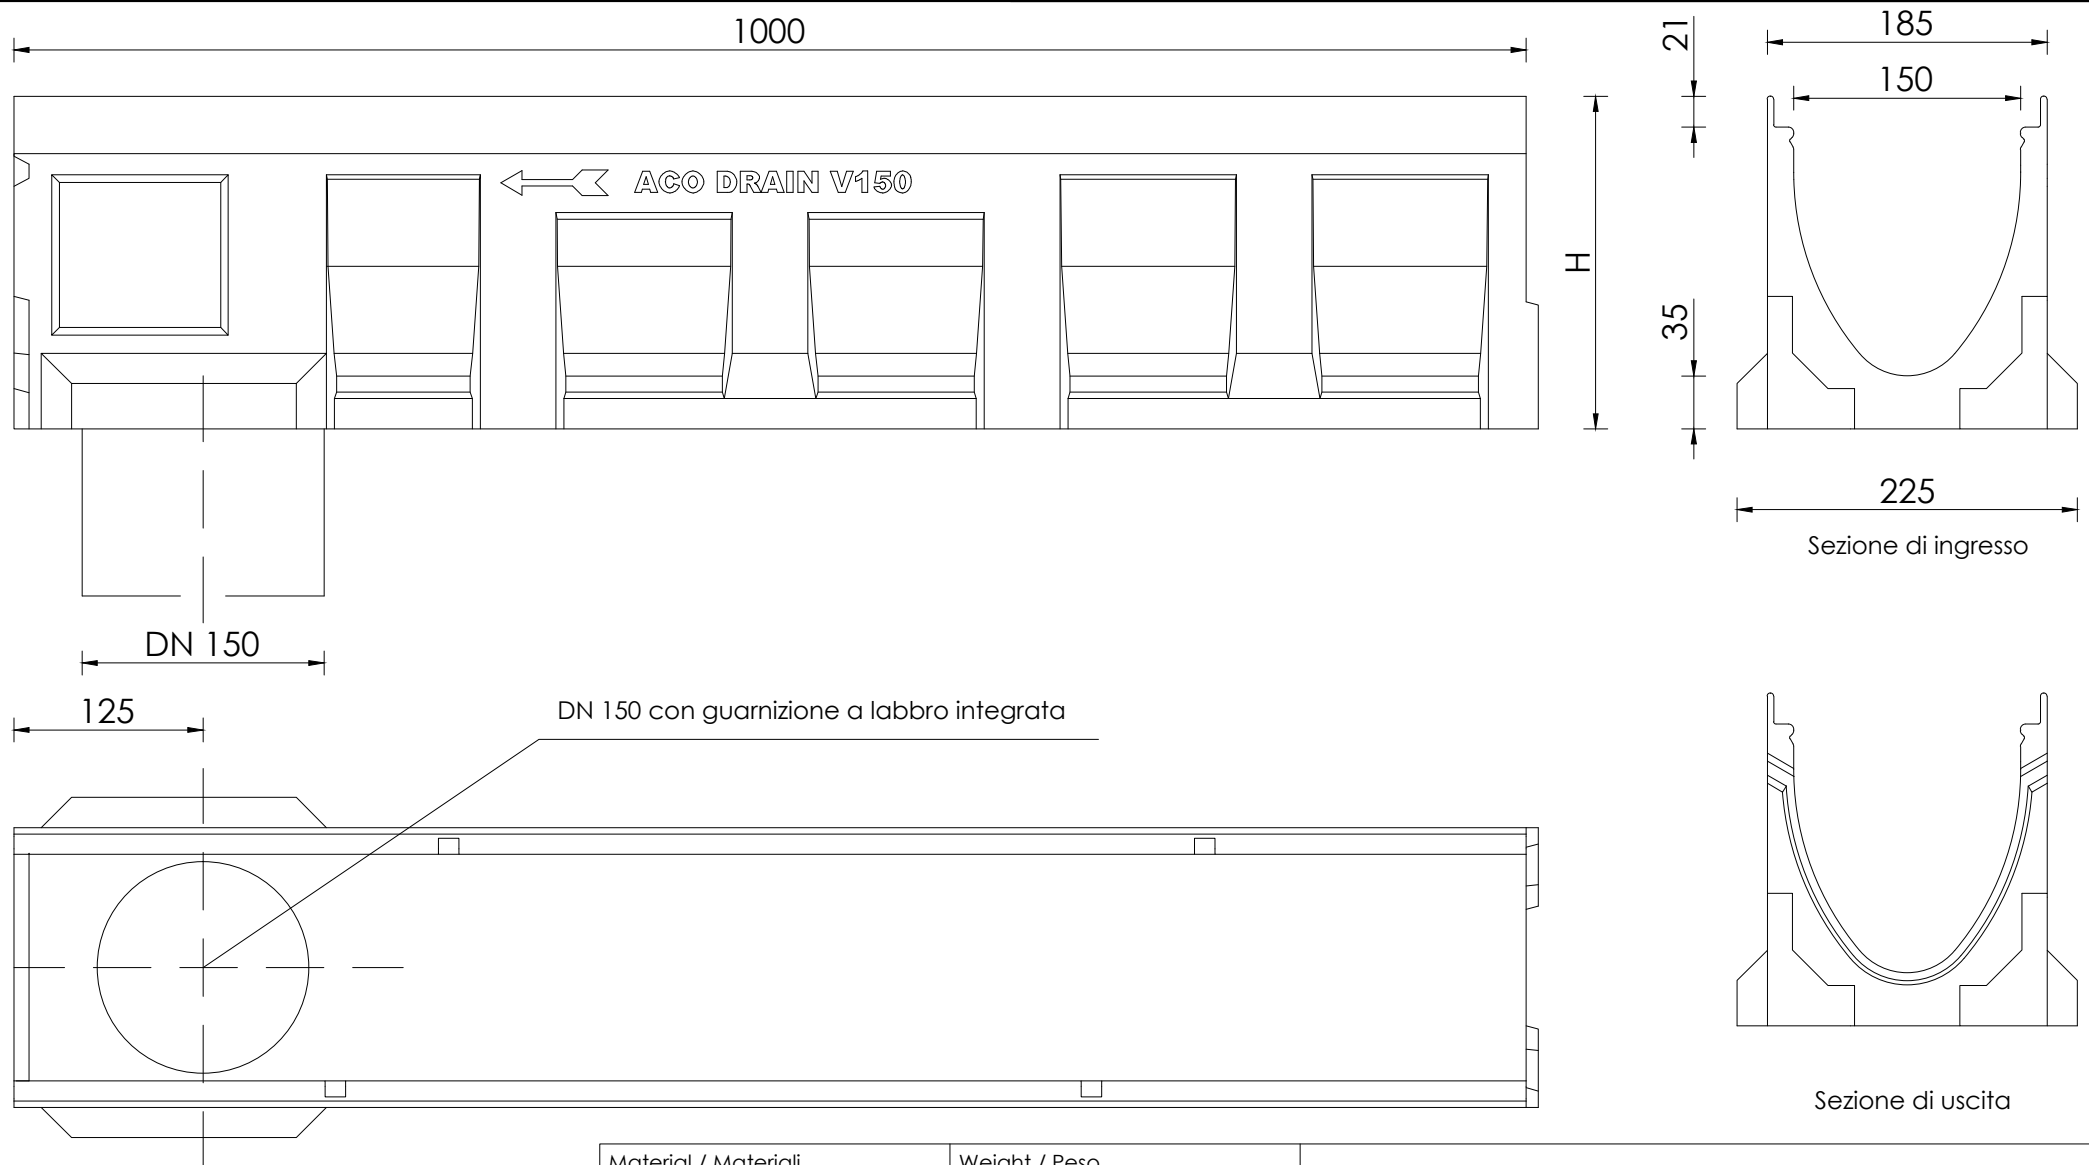 1000
21
185
150
ACO DRAIN V150
H
35
225
Sezione di ingresso
DN 150
125
DN 150 con guarnizione a labbro integrata
Sezione di uscita
Material / Materiali
Weight / Peso